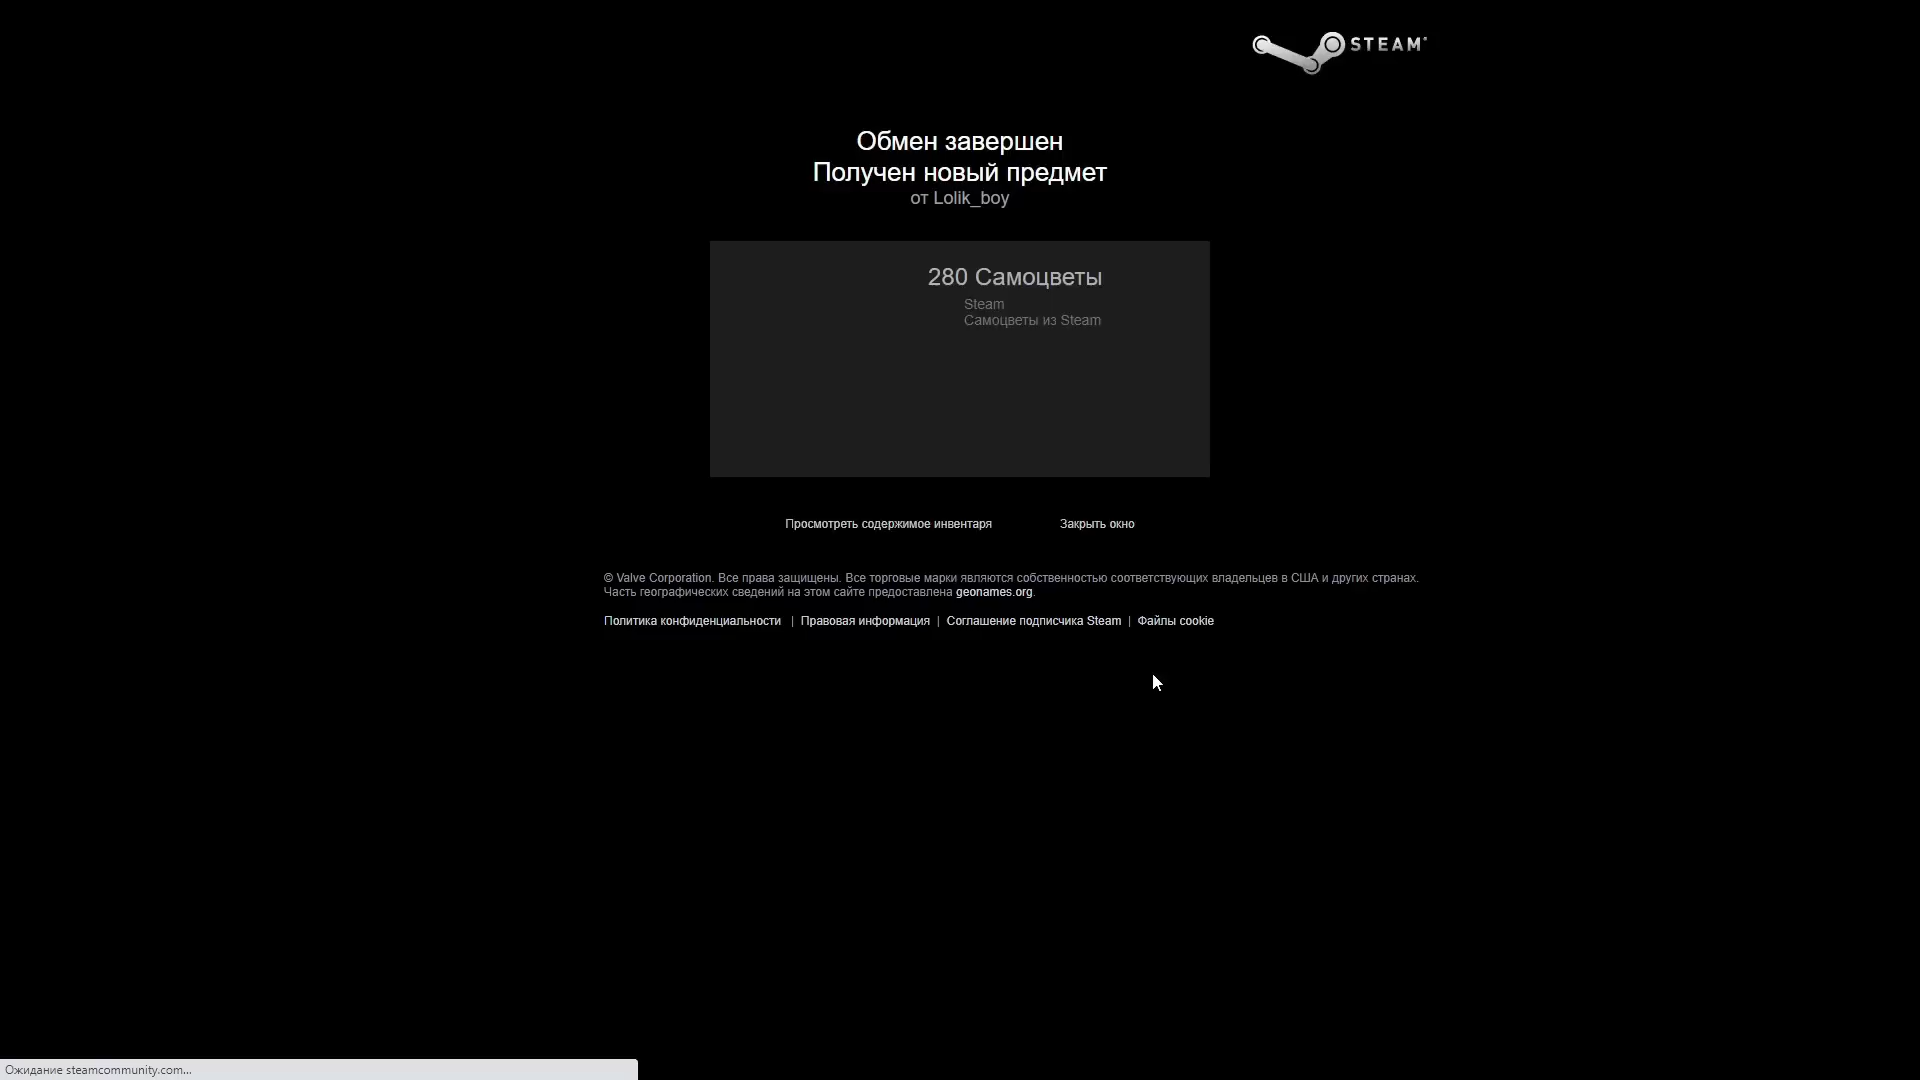 STEAM
Обмен завершен
Получен новый предмет
от Lolik_boy
280 Самоцветы
Steam
Самоцветы из Steam
Просмотреть содержимое инвентаря Закрыть окно
© Valve Corporation. Все права защищены. Все торговые марки являются собственностью соответствующих владельцев в США и других странах.
Часть географических сведений на этом сайте предоставлена geonames.org.
Политика конфиденциальности | Правовая информация | Соглашение подписчика Steam | Файлы cookie
Ожидание steamcommunity.com...